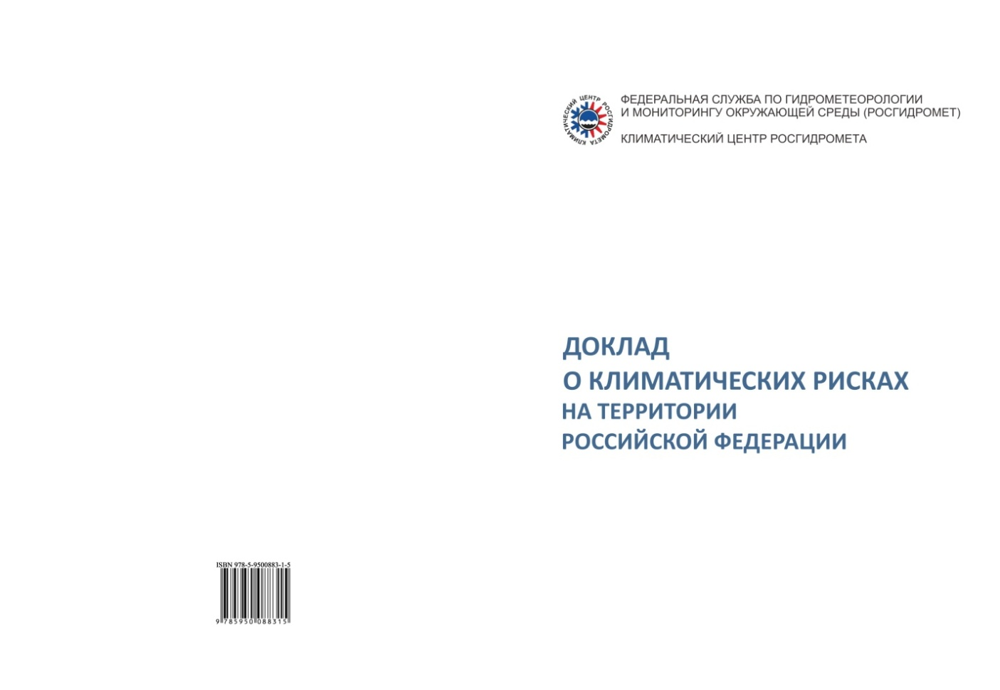 КЛИМАТИЧЕСКИЙ ЦЕНТР РОСГИДРОМЕТА
ФЕДЕРАЛЬНАЯ СЛУЖБА ПО ГИДРОМЕТЕОРОЛОГИИ
И МОНИТОРИНГУ ОКРУЖАЮЩЕЙ СРЕДЫ (РОСГИДРОМЕТ)
КЛИМАТИЧЕСКИЙ ЦЕНТР РОСГИДРОМЕТА
ДОКЛАД
О КЛИМАТИЧЕСКИХ РИСКАХ
НА ТЕРРИТОРИИ
РОССИЙСКОЙ ФЕДЕРАЦИИ
ISBN 978-5-9500883-1-5
9 785950 088315